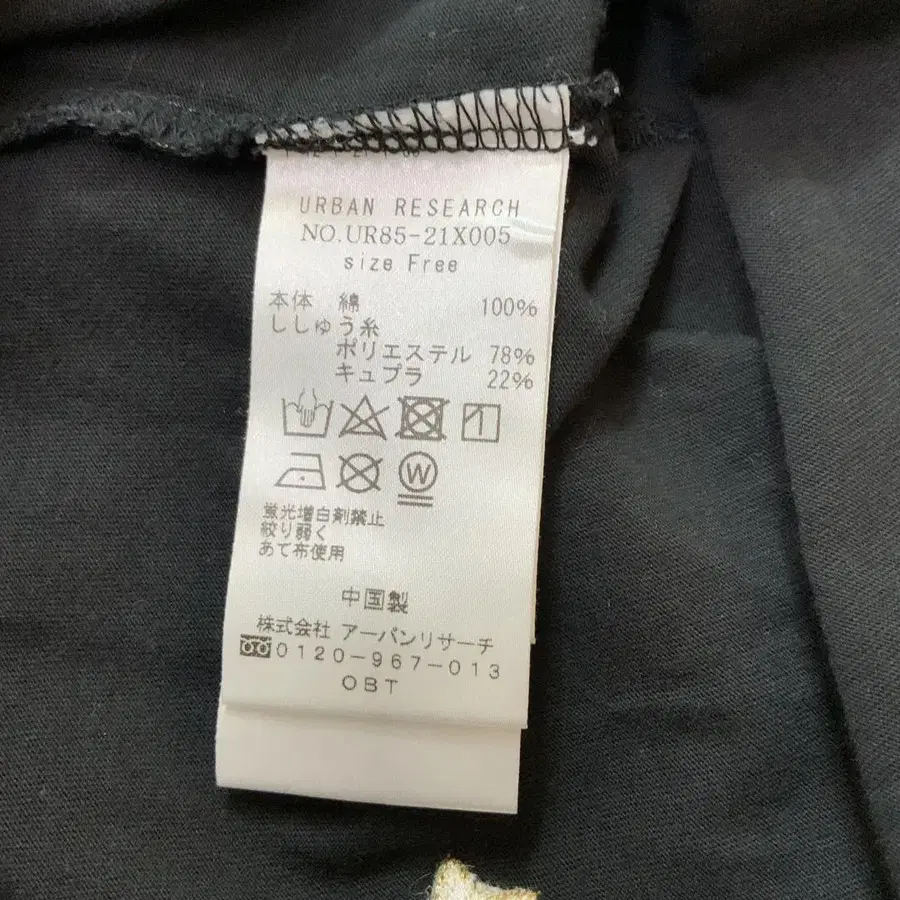 URBAN RESEARCH
NO.UR85-21X005
size Free
本体 綿 100%
ししゅう糸
ポリエステル 78%
キュプラ 22%
W
蛍光増白剤禁止
絞り弱く
あて布使用
中国製
株式会社 アーバンリサーチ
0120-967-013
OBT